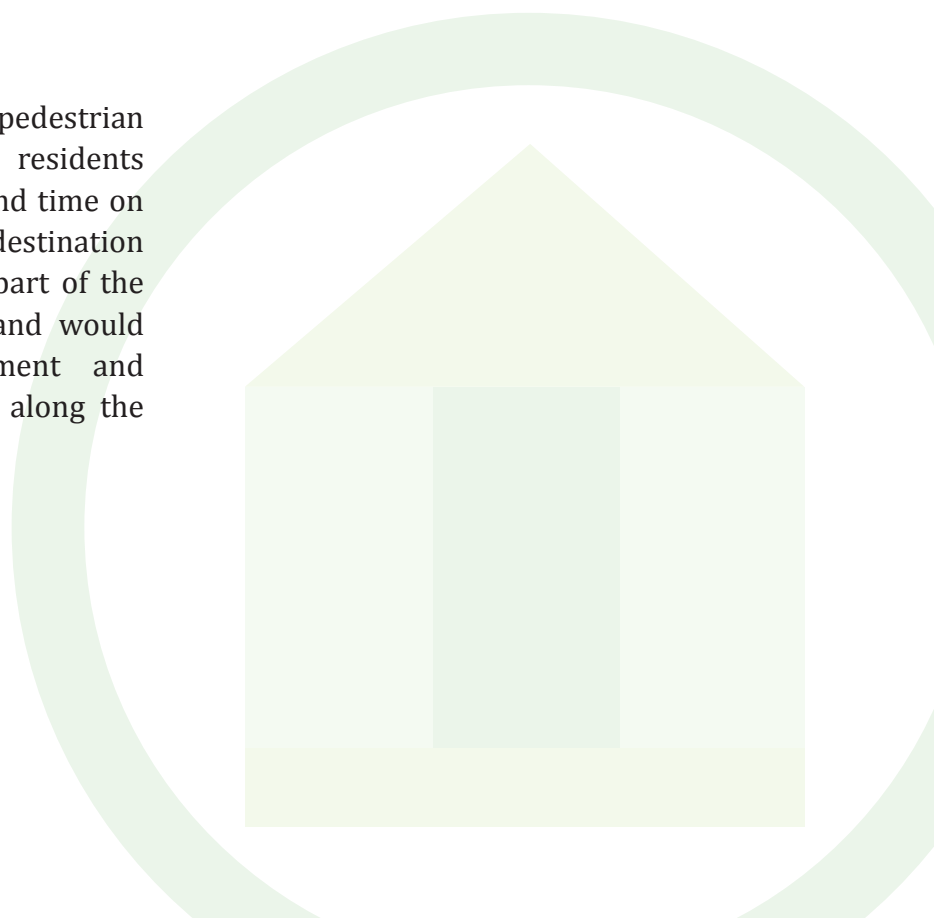 pedestrian
residents
nd time on
destination
part of the
and would
ment and
along the